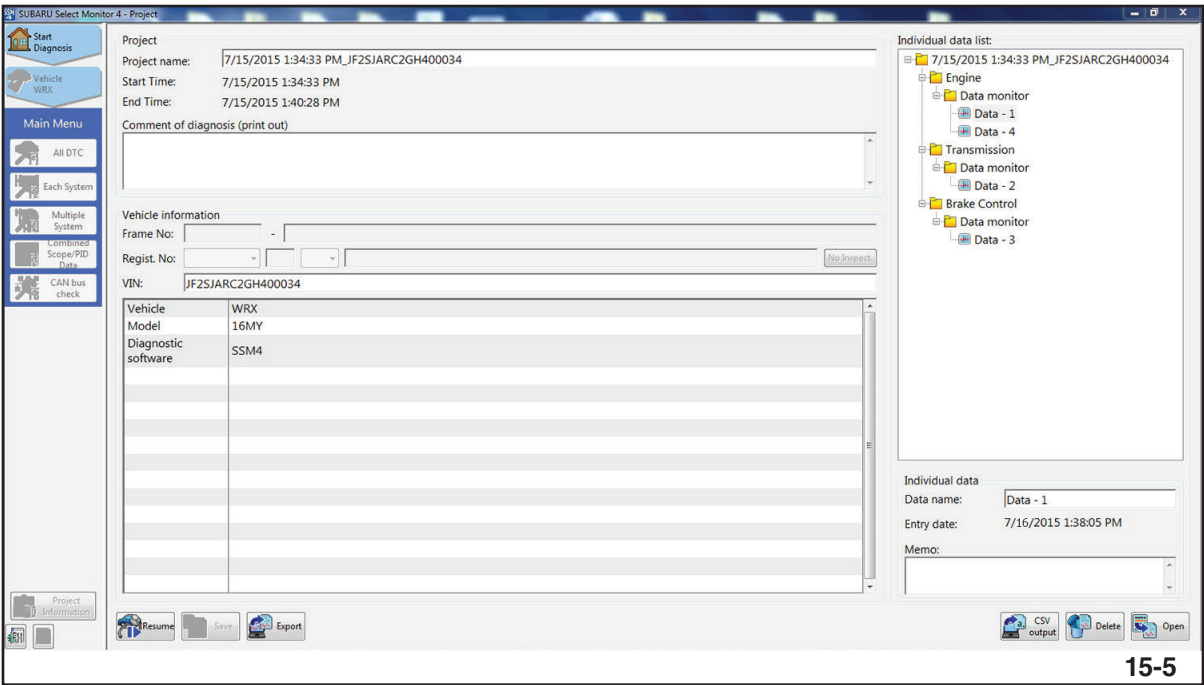 SUBARU Select Monitor 4 - Project
Start
Diagnosis
Vehicle
WRX
Main Menu
All DTC
Each System
Multiple
System
Combined
Scope/PID
Data
CAN bus
check
Project
Information
Project
Project name: 7/15/2015 1:34:33 PM_JF2SJARC2GH400034
Start Time: 7/15/2015 1:34:33 PM
End Time: 7/15/2015 1:40:28 PM
Comment of diagnosis (print out)
Vehicle information
Frame No: -
Regist. No: - No Inspect.
VIN: JF2SJARC2GH400034
Vehicle WRX
Model 16MY
Diagnostic
software SSM4
Resume Save Export
Individual data list:
7/15/2015 1:34:33 PM_JF2SJARC2GH400034
Engine
Data monitor
Data - 1
Data - 4
Transmission
Data monitor
Data - 2
Brake Control
Data monitor
Data - 3
Individual data
Data name: Data - 1
Entry date: 7/16/2015 1:38:05 PM
Memo:
CSV
output Delete Open
15-5